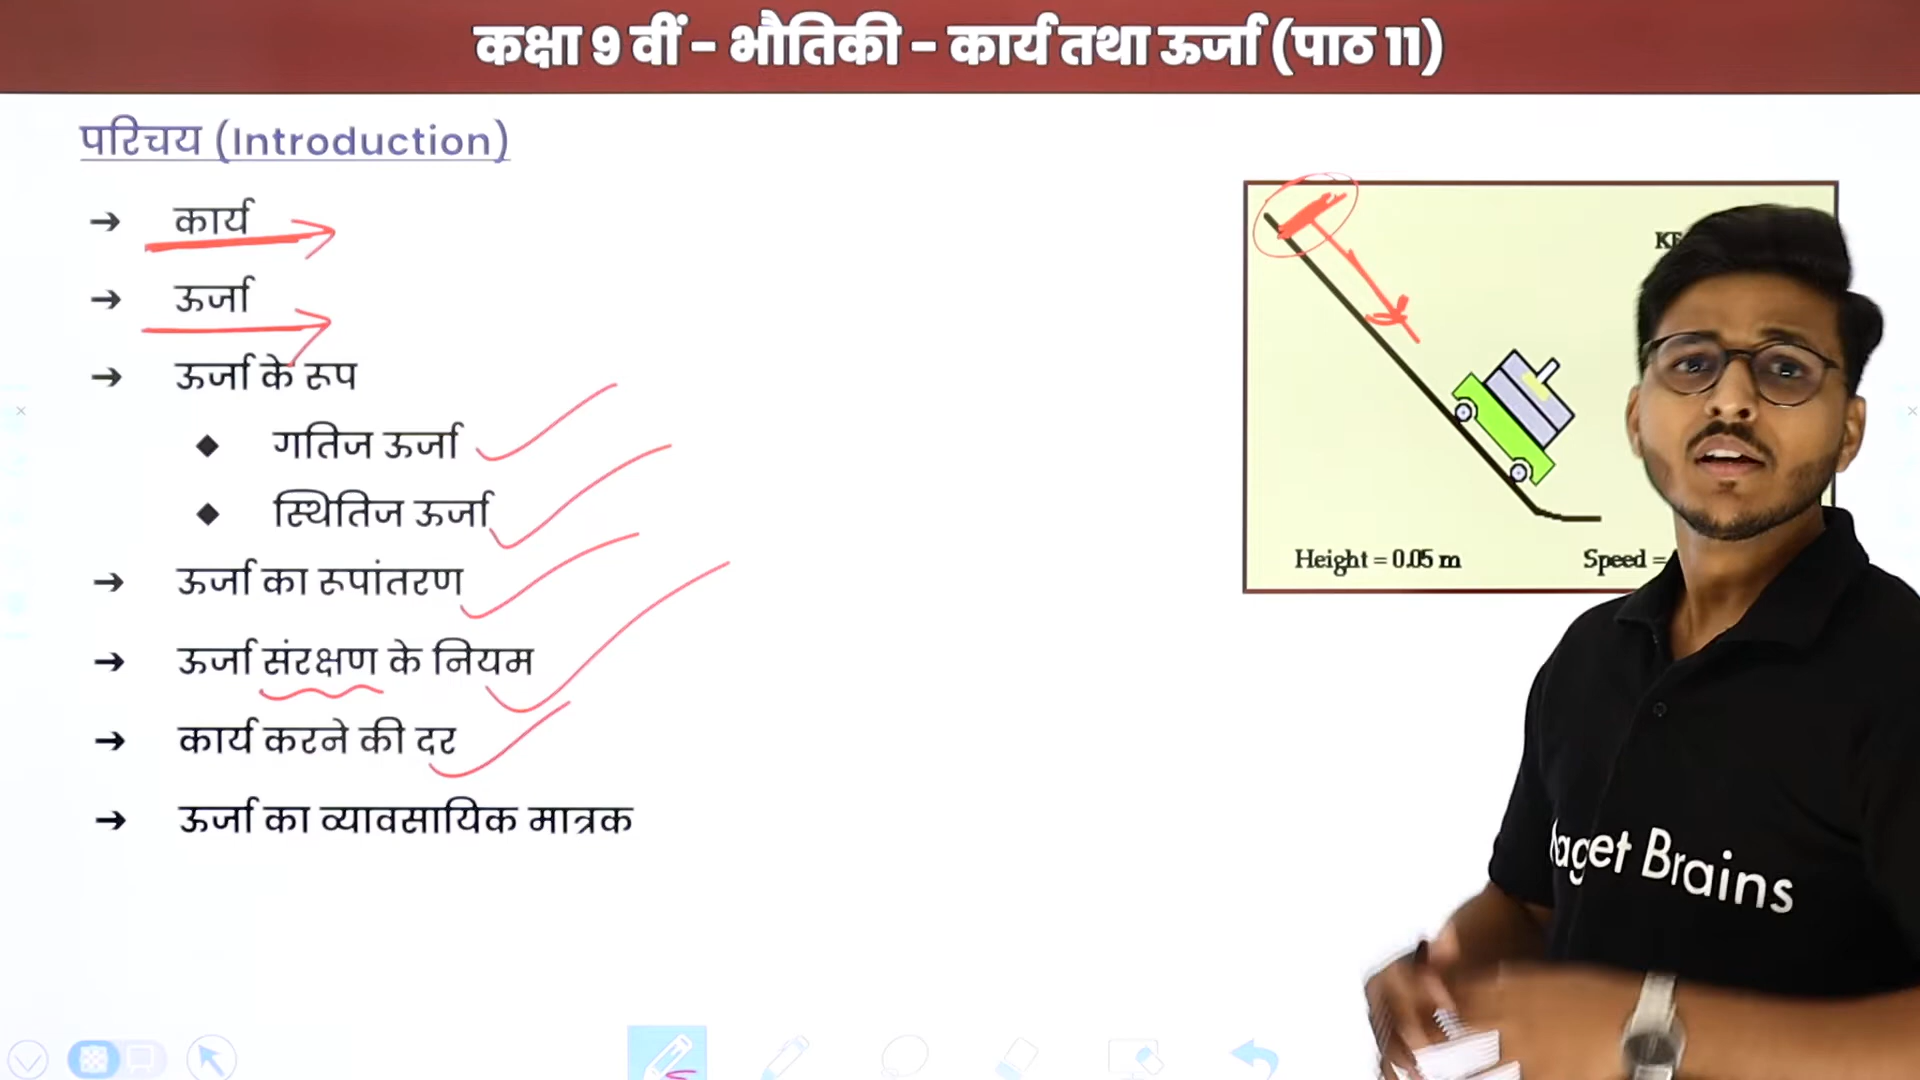 कक्षा 9 वीं - भौतिकी - कार्य तथा ऊर्जा (पाठ 11)
परिचय (Introduction)
➔ कार्य
➔ ऊर्जा
➔ ऊर्जा के रूप
◆ गतिज ऊर्जा
◆ स्थितिज ऊर्जा
➔ ऊर्जा का रूपांतरण
➔ ऊर्जा संरक्षण के नियम
➔ कार्य करने की दर
➔ ऊर्जा का व्यावसायिक मात्रक
Height = 0.05 m
Speed =
Brains